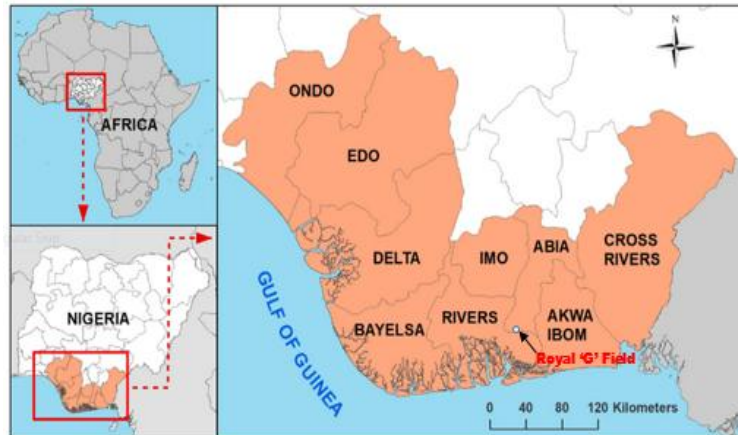 AFRICA
NIGERIA
N
ONDO
EDO
DELTA
IMO
ABIA
CROSS
RIVERS
BAYELSA
RIVERS
AKWA
IBOM
Royal ‘G’ Field
GULF OF GUINEA
0 40 80 120 Kilometers